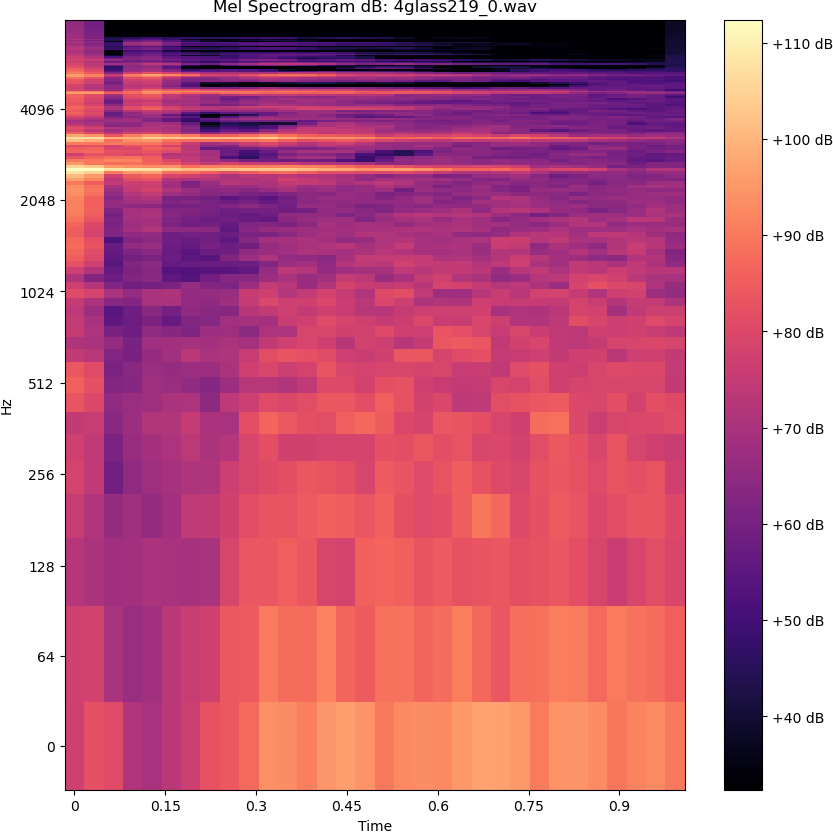 Mel Spectrogram dB: 4glass219_0.wav
+110 dB
+100 dB
+90 dB
+80 dB
+70 dB
+60 dB
+50 dB
+40 dB
4096
2048
1024
512
256
128
64
0
Hz
0
0.15
0.3
0.45
0.6
0.75
0.9
Time